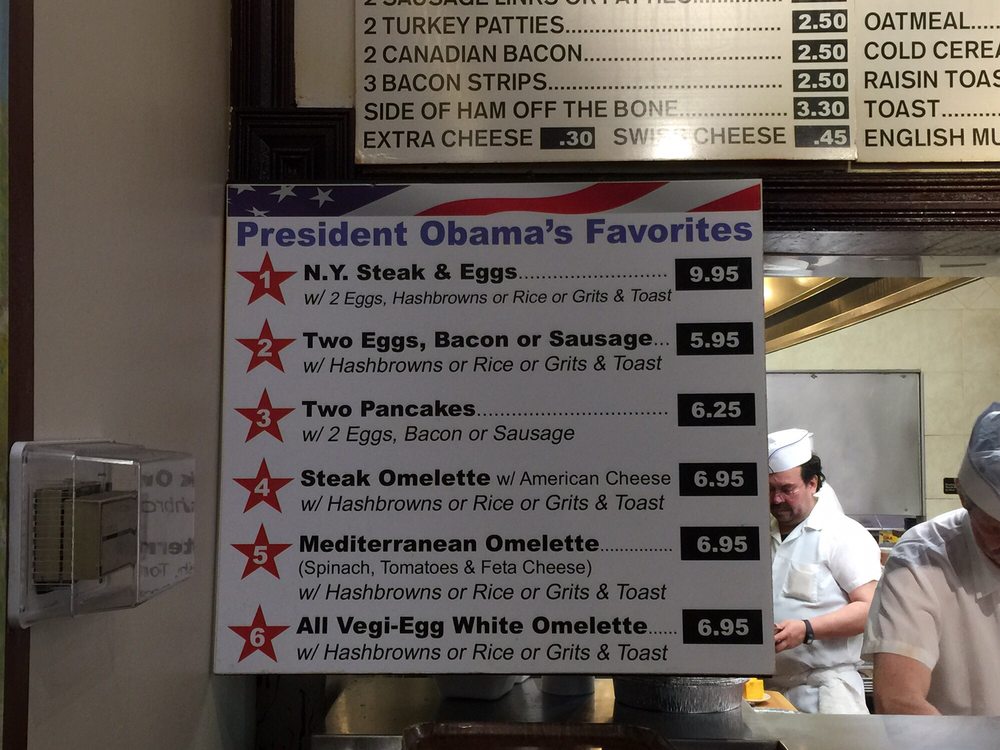 2 TURKEY PATTIES 2.50
2 CANADIAN BACON 2.50
3 BACON STRIPS 2.50
SIDE OF HAM OFF THE BONE 3.30
EXTRA CHEESE .30 SWISS CHEESE .45
OATMEAL
COLD
RAISIN
TOAST
ENGLISH
President Obama's Favorites
1 N.Y. Steak & Eggs 9.95
w/ 2 Eggs, Hashbrowns or Rice or Grits & Toast
2 Two Eggs, Bacon or Sausage 5.95
w/ Hashbrowns or Rice or Grits & Toast
3 Two Pancakes 6.25
w/ 2 Eggs, Bacon or Sausage
4 Steak Omelette w/ American Cheese 6.95
w/ Hashbrowns or Rice or Grits & Toast
5 Mediterranean Omelette 6.95
(Spinach, Tomatoes & Feta Cheese)
w/ Hashbrowns or Rice or Grits & Toast
6 All Vegi-Egg White Omelette 6.95
w/ Hashbrowns or Rice or Grits & Toast